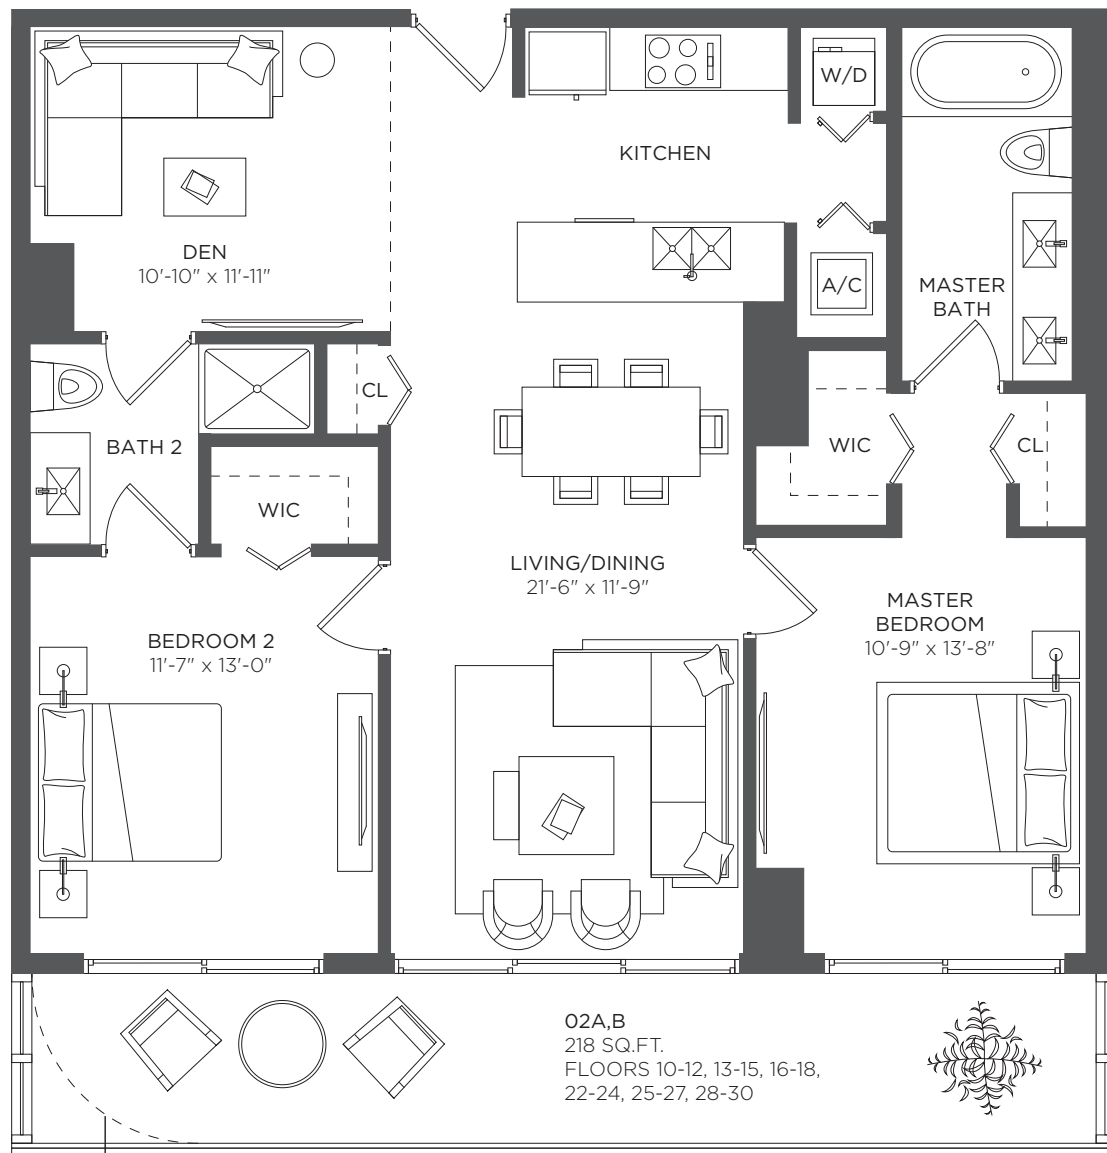 W/D
KITCHEN
DEN
10'-10" x 11'-11"
A/C
MASTER
BATH
CL
BATH 2
WIC
CL
WIC
LIVING/DINING
21'-6" x 11'-9"
MASTER
BEDROOM
10'-9" x 13'-8"
BEDROOM 2
11'-7" x 13'-0"
02A,B
218 SQ.FT.
FLOORS 10-12, 13-15, 16-18,
22-24, 25-27, 28-30